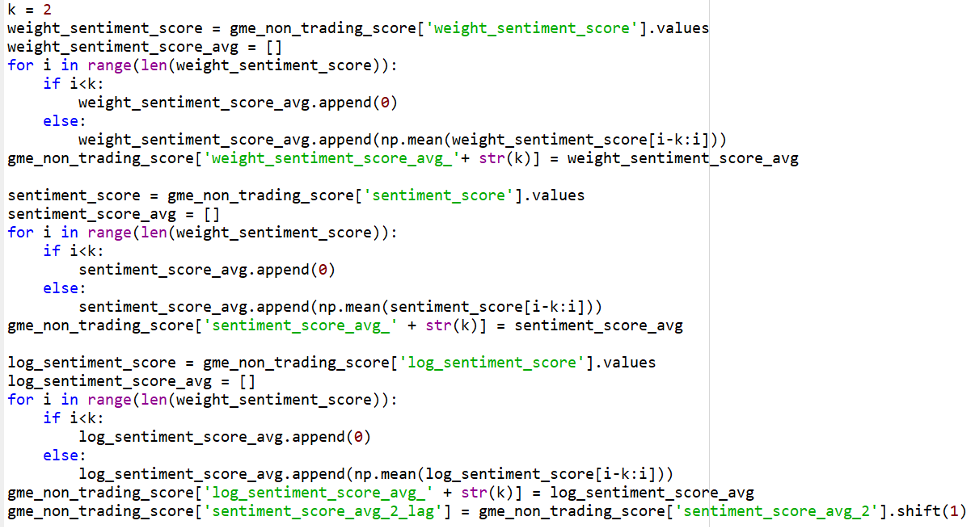 k = 2
weight_sentiment_score = gme_non_trading_score['weight_sentiment_score'].values
weight_sentiment_score_avg = []
for i in range(len(weight_sentiment_score)):
    if i<k:
        weight_sentiment_score_avg.append(0)
    else:
        weight_sentiment_score_avg.append(np.mean(weight_sentiment_score[i-k:i]))
gme_non_trading_score['weight_sentiment_score_avg_'+ str(k)] = weight_sentiment_score_avg

sentiment_score = gme_non_trading_score['sentiment_score'].values
sentiment_score_avg = []
for i in range(len(weight_sentiment_score)):
    if i<k:
        sentiment_score_avg.append(0)
    else:
        sentiment_score_avg.append(np.mean(sentiment_score[i-k:i]))
gme_non_trading_score['sentiment_score_avg_' + str(k)] = sentiment_score_avg

log_sentiment_score = gme_non_trading_score['log_sentiment_score'].values
log_sentiment_score_avg = []
for i in range(len(weight_sentiment_score)):
    if i<k:
        log_sentiment_score_avg.append(0)
    else:
        log_sentiment_score_avg.append(np.mean(log_sentiment_score[i-k:i]))
gme_non_trading_score['log_sentiment_score_avg_' + str(k)] = log_sentiment_score_avg
gme_non_trading_score['sentiment_score_avg_2_lag'] = gme_non_trading_score['sentiment_score_avg_2'].shift(1)